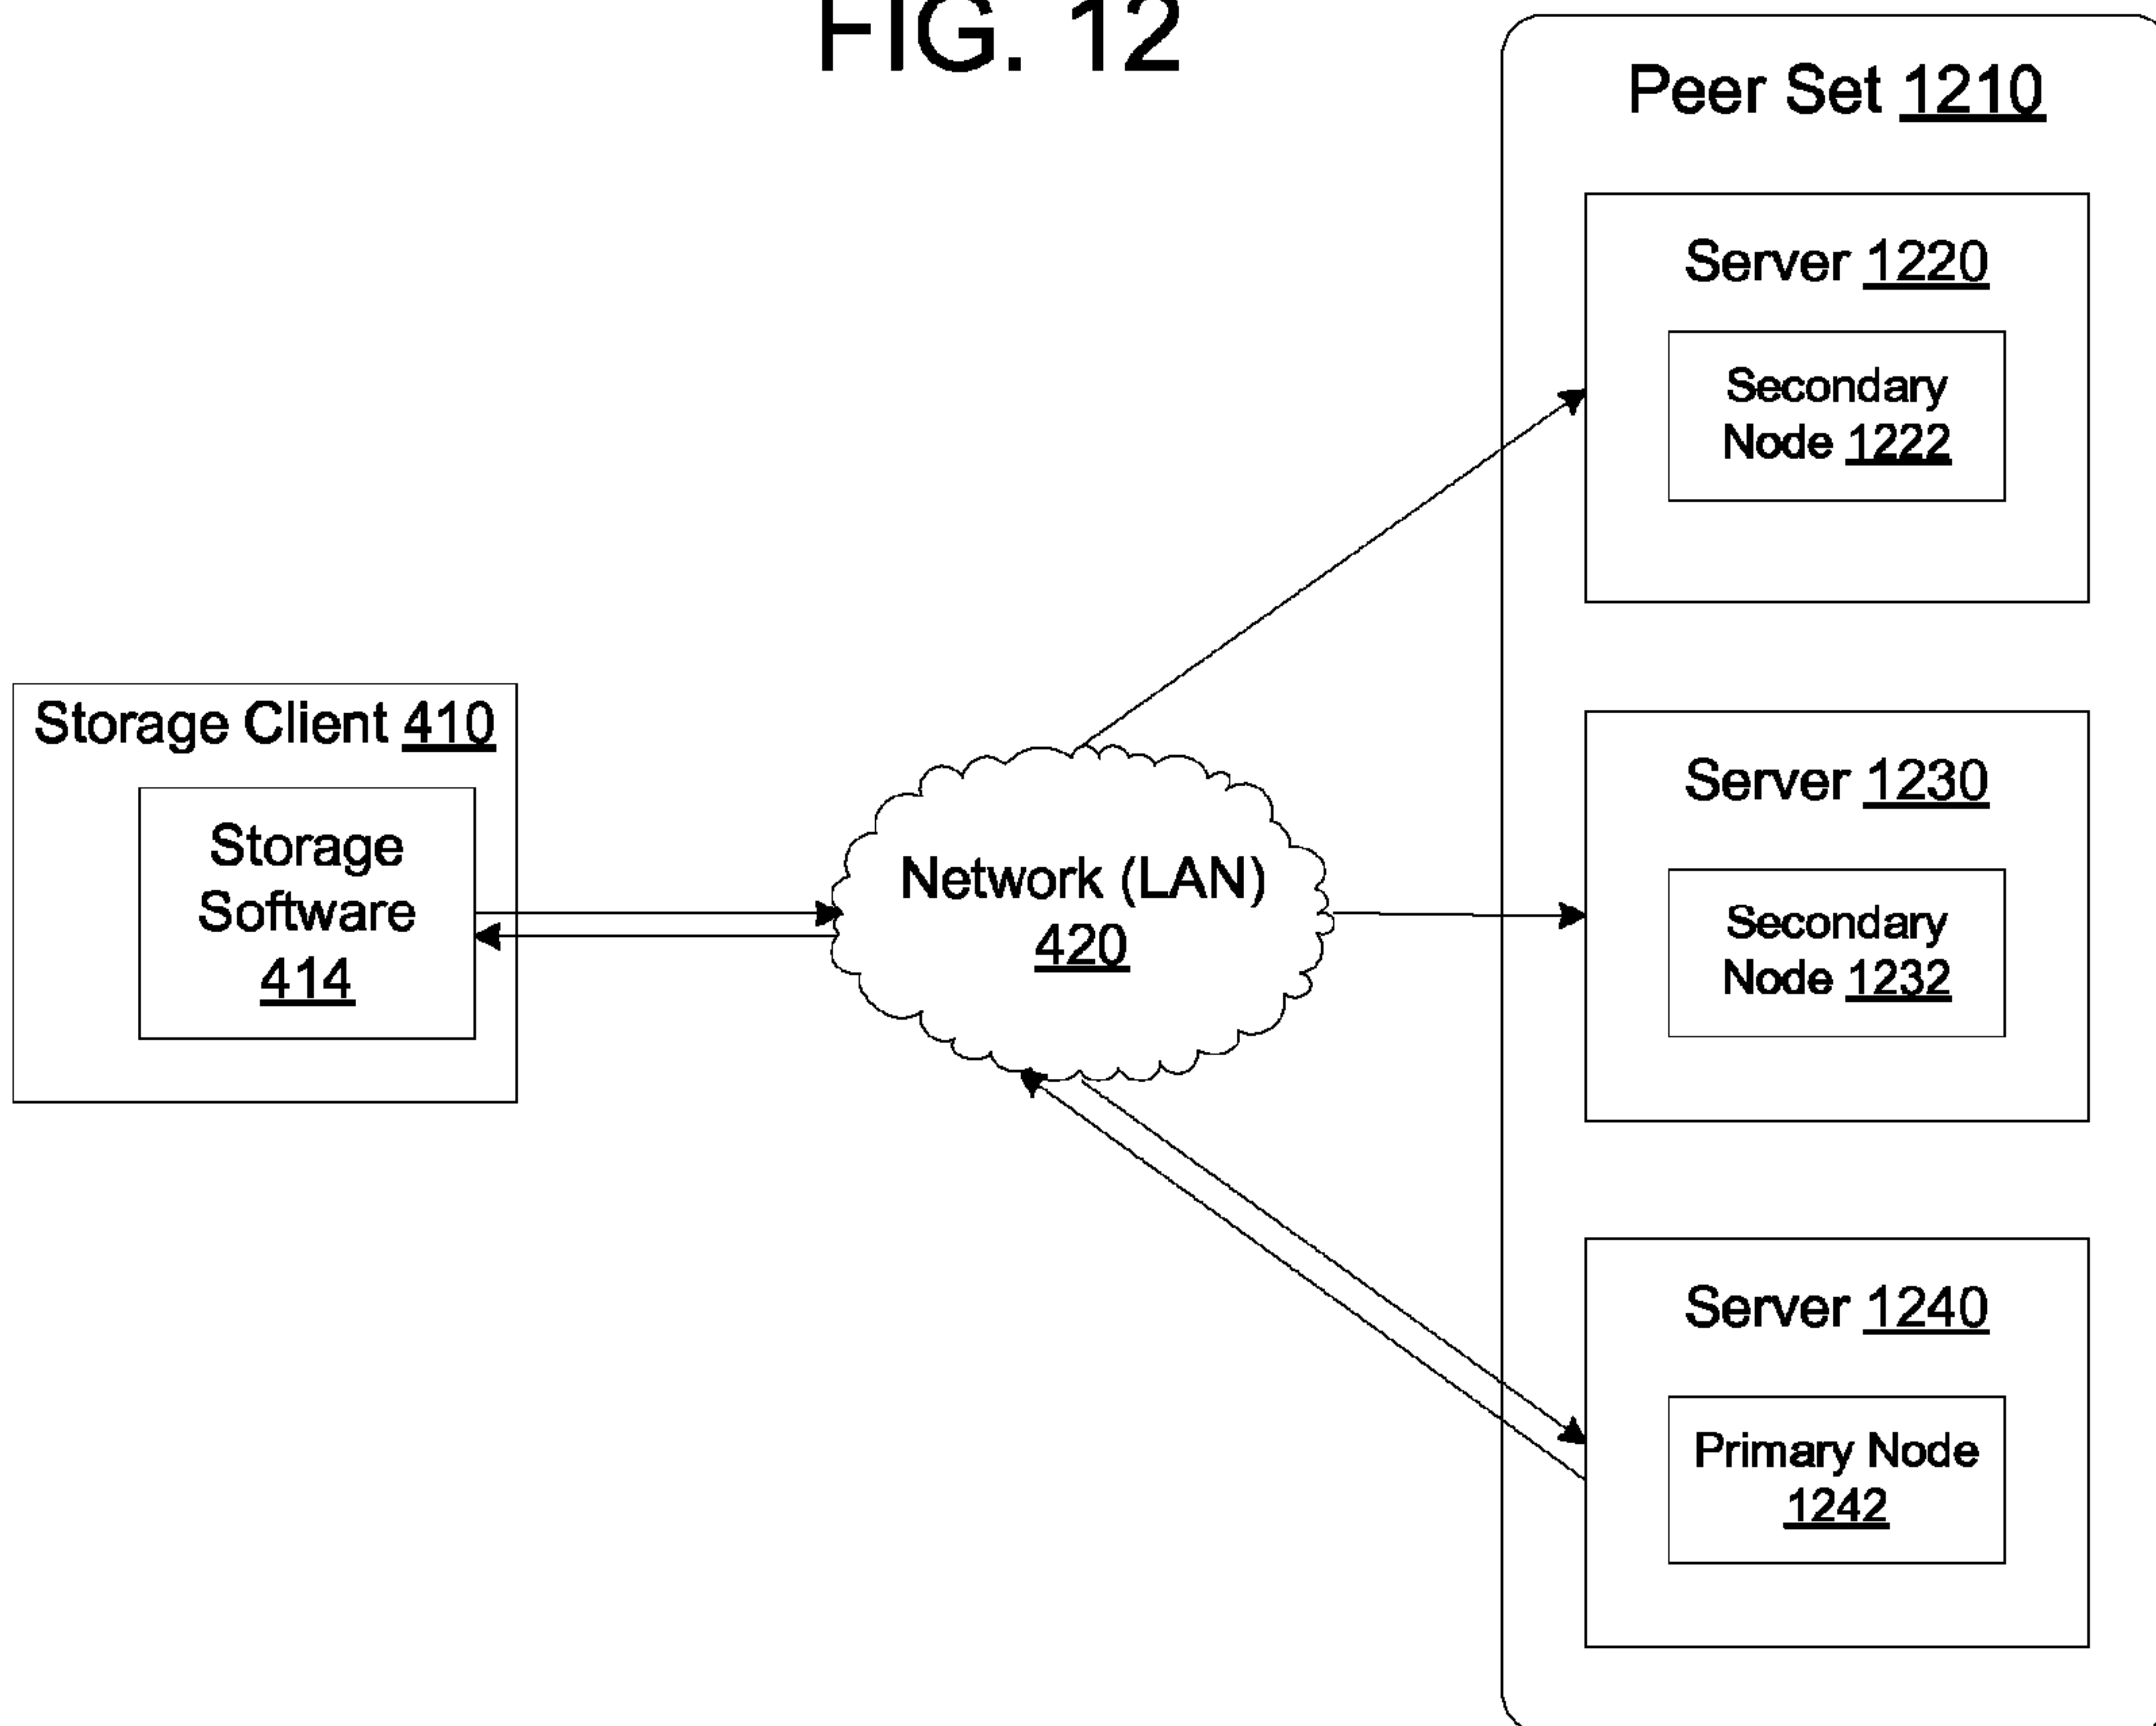 FIG. 12
Peer Set 1210
Server 1220
Secondary
Node 1222
Storage Client 410
Storage
Software
414
Network (LAN)
420
Server 1230
Secondary
Node 1232
Server 1240
Primary Node
1242